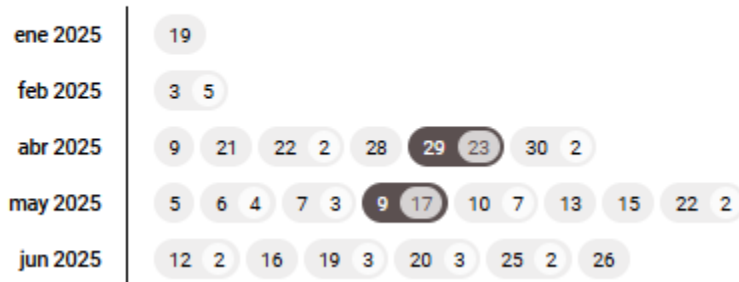 ene 2025 19
feb 2025 3 5
abr 2025 9 21 22 2 28 29 23 30 2
may 2025 5 6 4 7 3 9 17 10 7 13 15 22 2
jun 2025 12 2 16 19 3 20 3 25 2 26